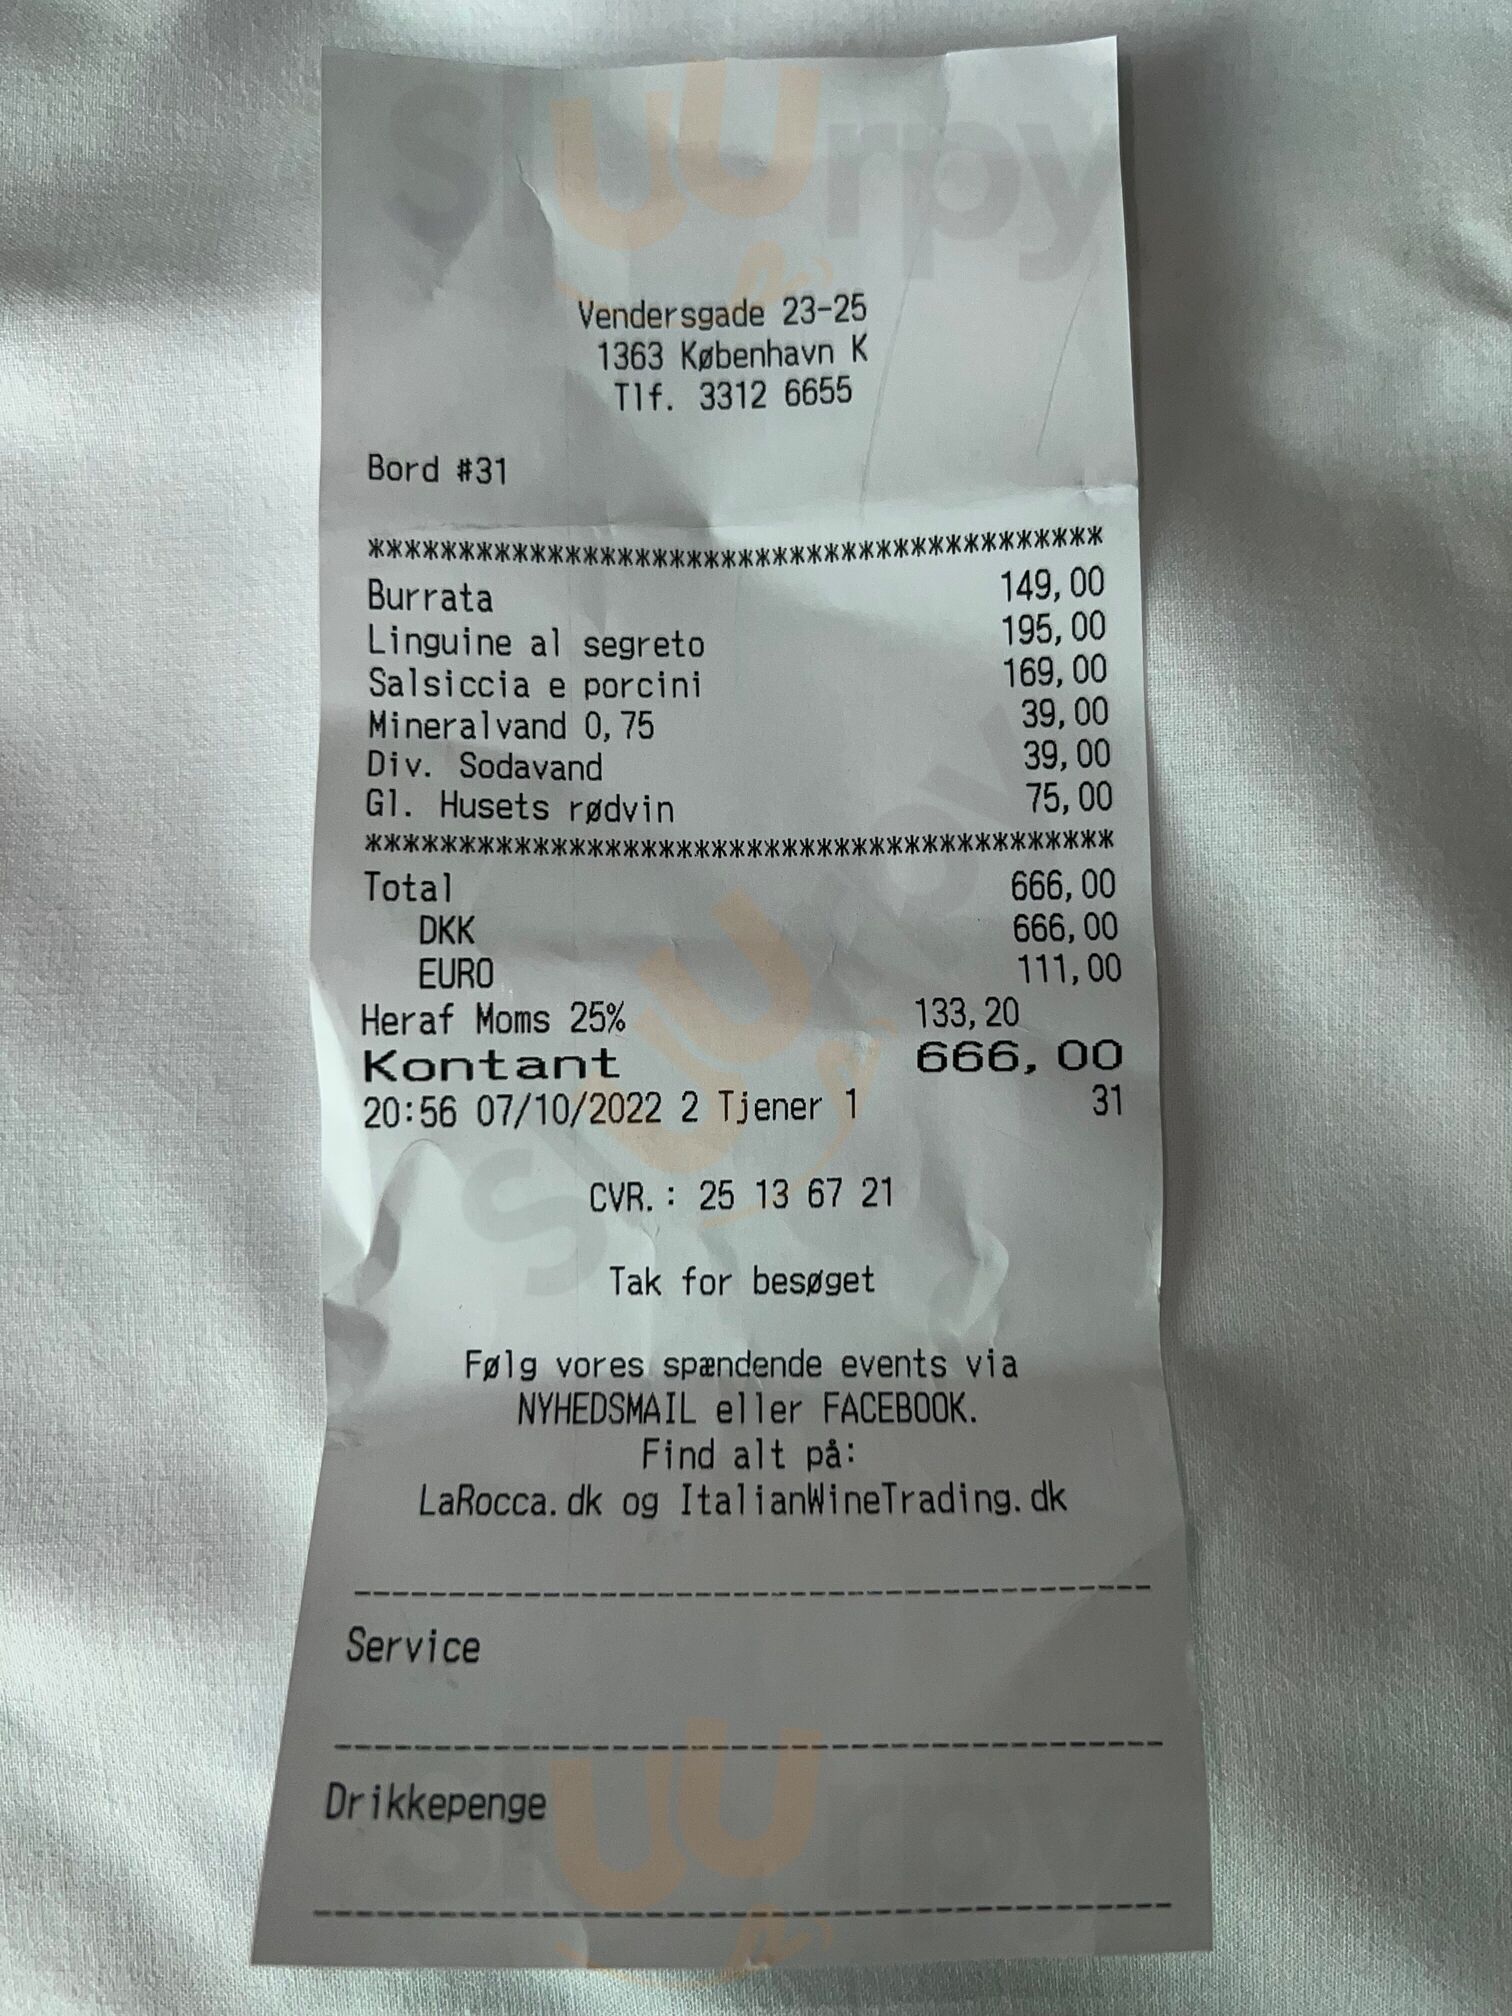 slurpy
Vendersgade 23-25
1363 København K
Tlf. 3312 6655
Bord #31
*****************************************
Burrata 149,00
Linguine al segreto 195,00
Salsiccia e porcini 169,00
Mineralvand 0,75 39,00
Div. Sodavand 39,00
Gl. Husets rødvin 75,00
*****************************************
Total 666,00
DKK 666,00
EURO 111,00
Heraf Moms 25% 133,20
Kontant 666,00
20:56 07/10/2022 2 Tjener 1 31
slurpy
CVR.: 25 13 67 21
Tak for besøget
Følg vores spændende events via
NYHEDSMAIL eller FACEBOOK.
Find alt på:
LaRocca.dk og ItalianWineTrading.dk
Service
Drikkepenge
slurpy